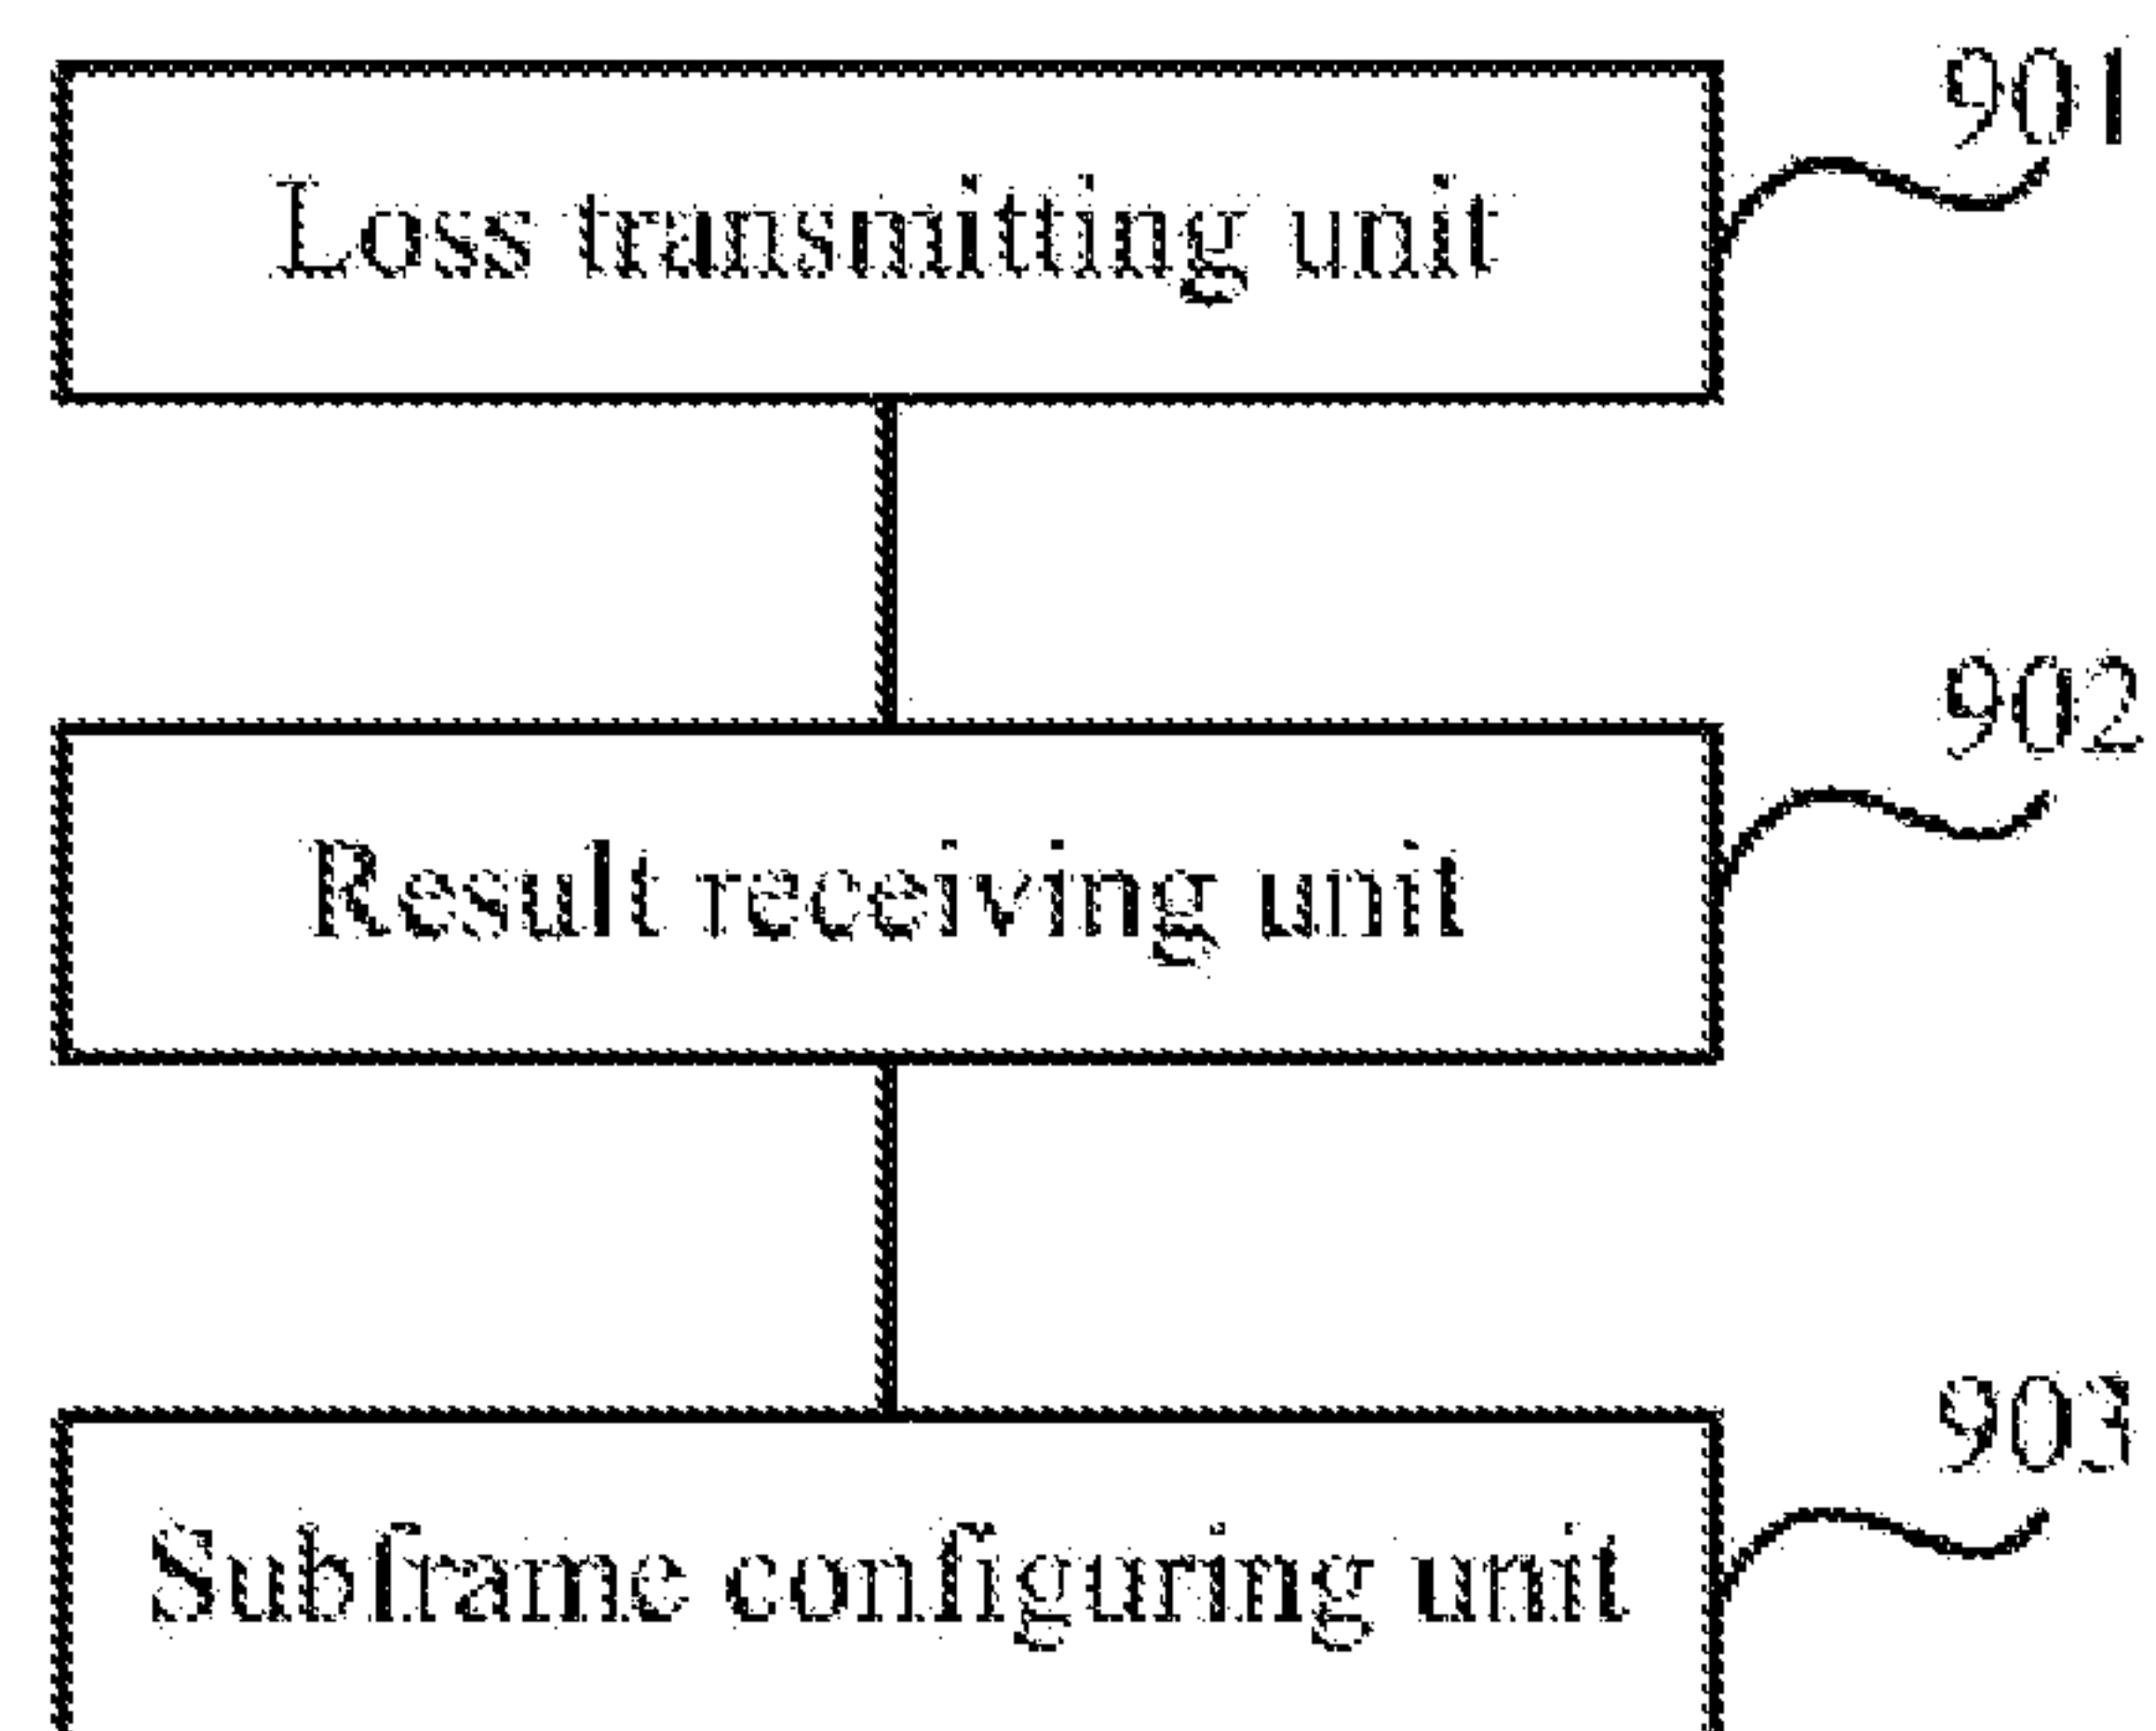 901
Loss transmitting unit
902
Result receiving unit
903
Subframe configuring unit